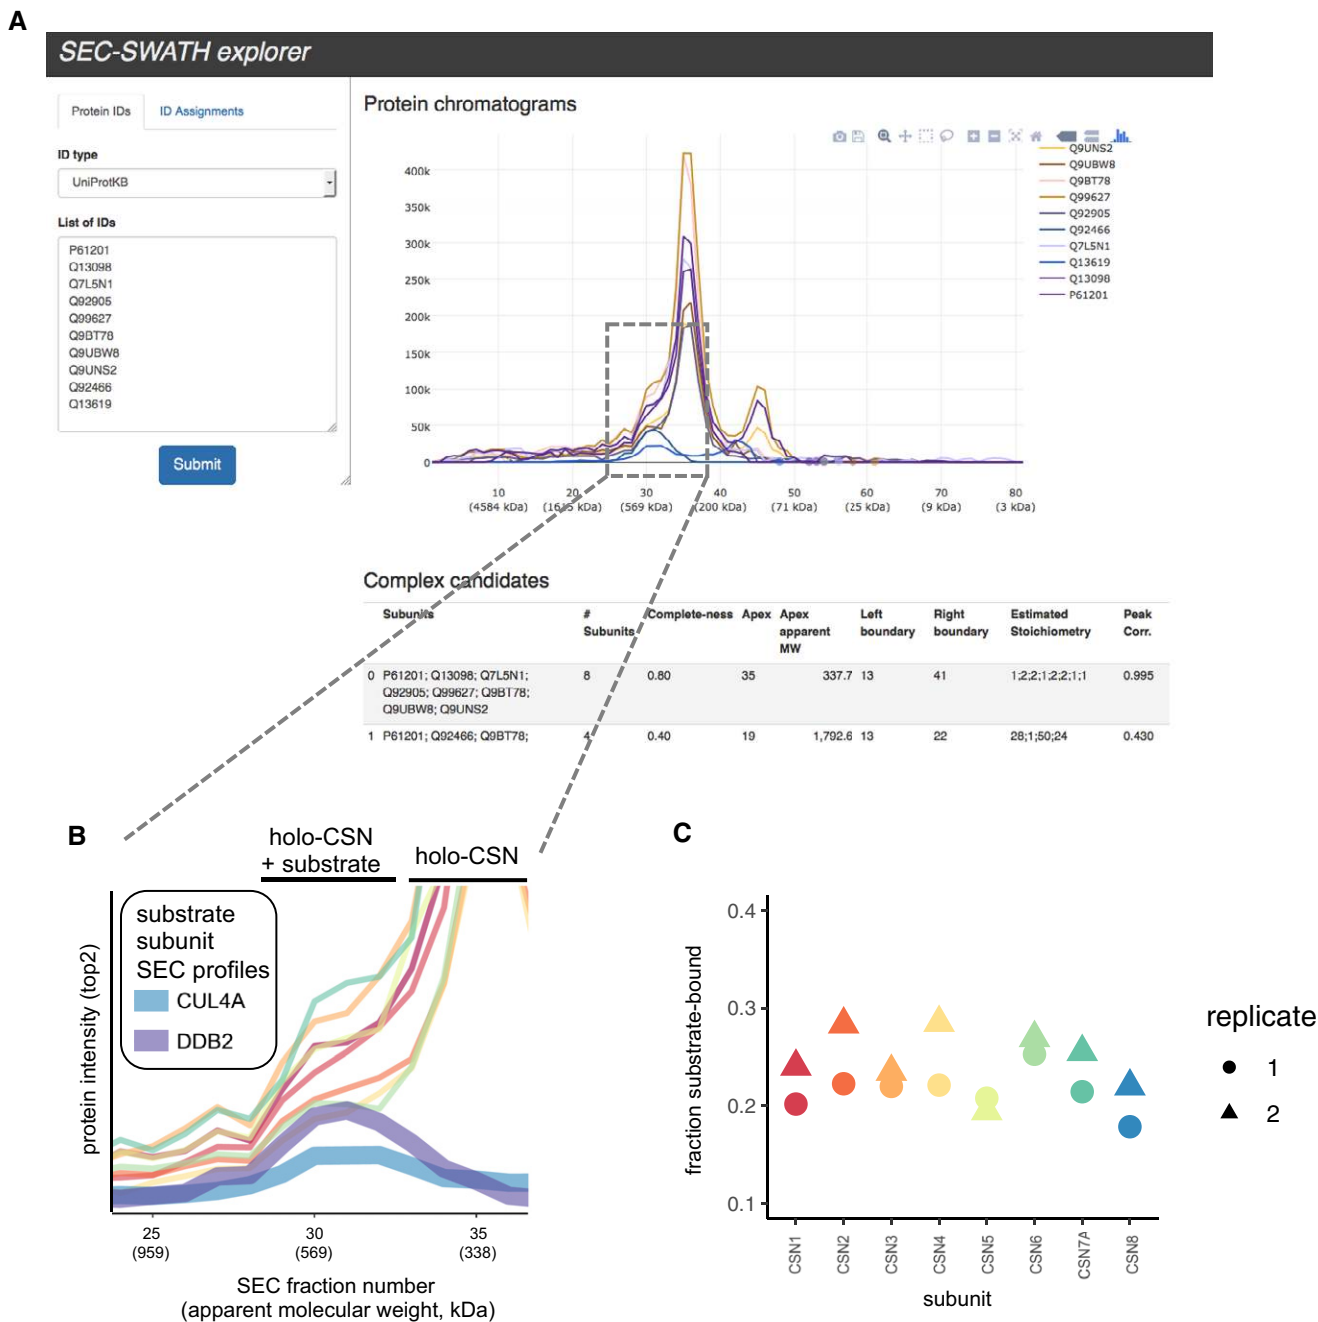 A
SEC-SWATH explorer
Protein IDs
ID Assignments
ID type
UniProtKB
List of IDs
P61201
Q13098
Q7L5N1
Q92905
Q99627
Q9BT78
Q9UBW8
Q9UNS2
Q92466
Q13619
Submit
Protein chromatograms
400k
350k
300k
250k
200k
150k
100k
50k
0
10 20 30 40 50 60 70 80
(4584 kDa) (1615 kDa) (569 kDa) (200 kDa) (71 kDa) (25 kDa) (9 kDa) (3 kDa)
Q9UNS2
Q9UBW8
Q9BT78
Q99627
Q92905
Q92466
Q7L5N1
Q13619
Q13098
P61201
Complex candidates
Subunits # Subunits Complete-ness Apex Apex apparent MW Left boundary Right boundary Estimated Stoichiometry Peak Corr.
0 P61201; Q13098; Q7L5N1; 8 0.80 35 337.7 13 41 1;2;2;1;2;2;1;1 0.995
Q92905; Q99627; Q9BT78;
Q9UBW8; Q9UNS2
1 P61201; Q92466; Q9BT78; 4 0.40 19 1,792.6 13 22 28;1;50;24 0.430
B
holo-CSN
+ substrate
holo-CSN
substrate
subunit
SEC profiles
CUL4A
DDB2
protein intensity (top2)
25 30 35
(959) (569) (338)
SEC fraction number
(apparent molecular weight, kDa)
C
fraction substrate-bound
0.4
0.3
0.2
0.1
CSN1
CSN2
CSN3
CSN4
CSN5
CSN6
CSN7A
CSN8
subunit
replicate
1
2